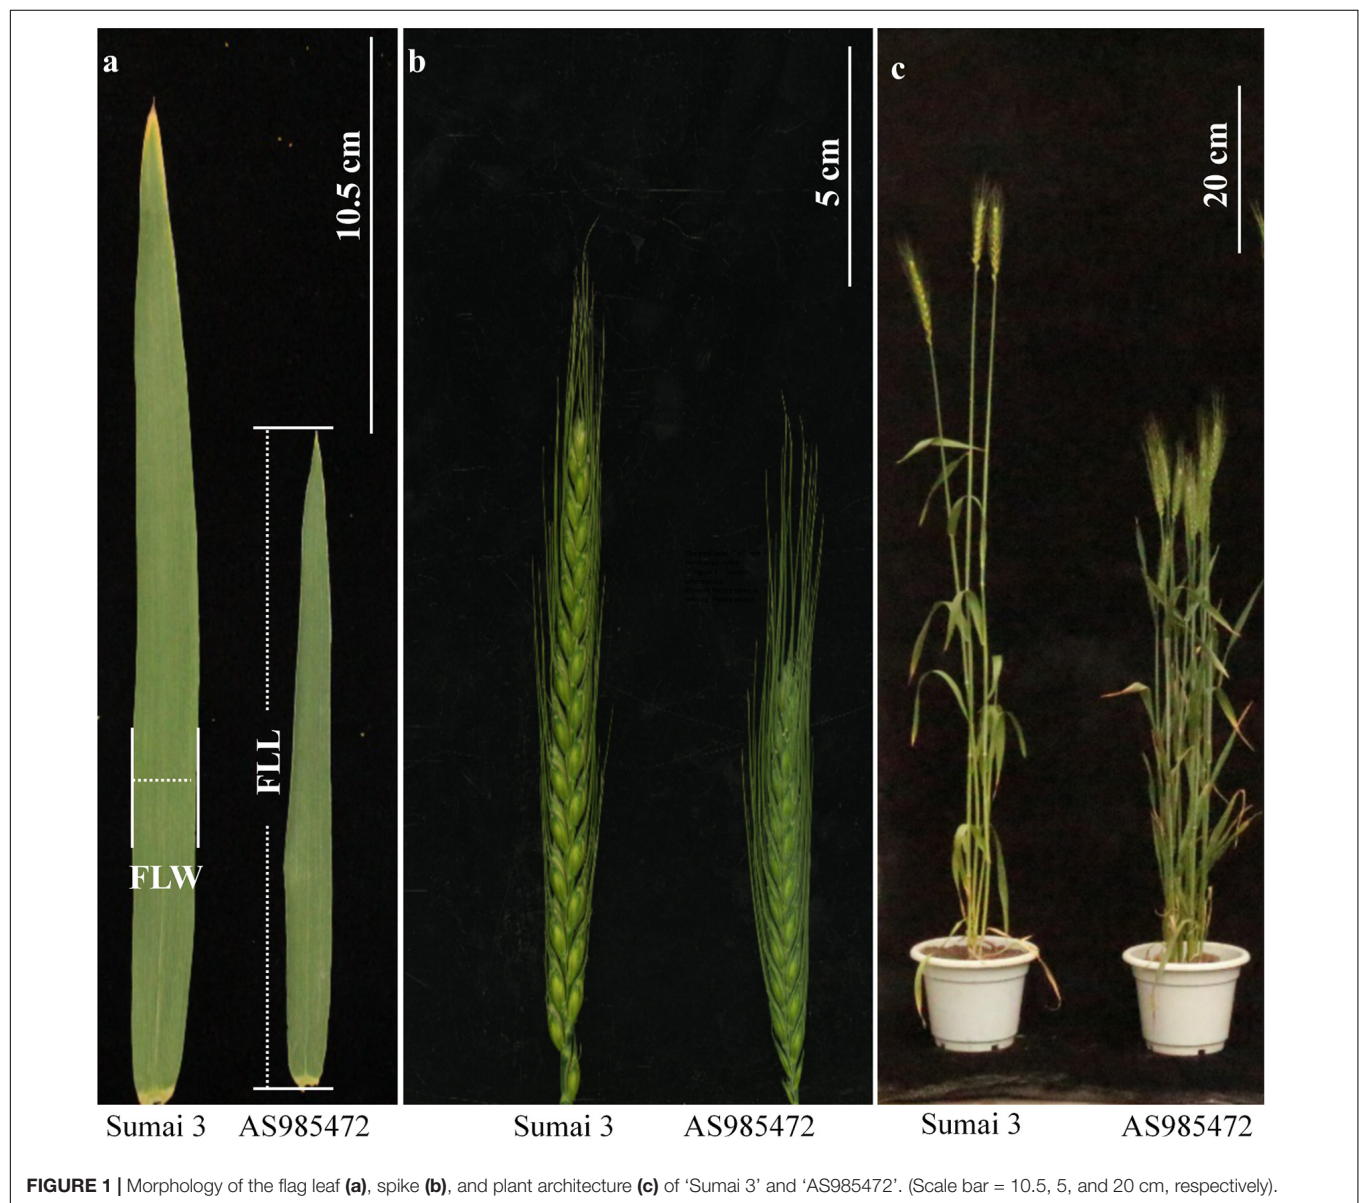 a
b
c
10.5 cm
5 cm
20 cm
FLL
FLW
Sumai 3
AS985472
Sumai 3
AS985472
Sumai 3
AS985472
FIGURE 1 | Morphology of the flag leaf (a), spike (b), and plant architecture (c) of ‘Sumai 3’ and ‘AS985472’. (Scale bar = 10.5, 5, and 20 cm, respectively).